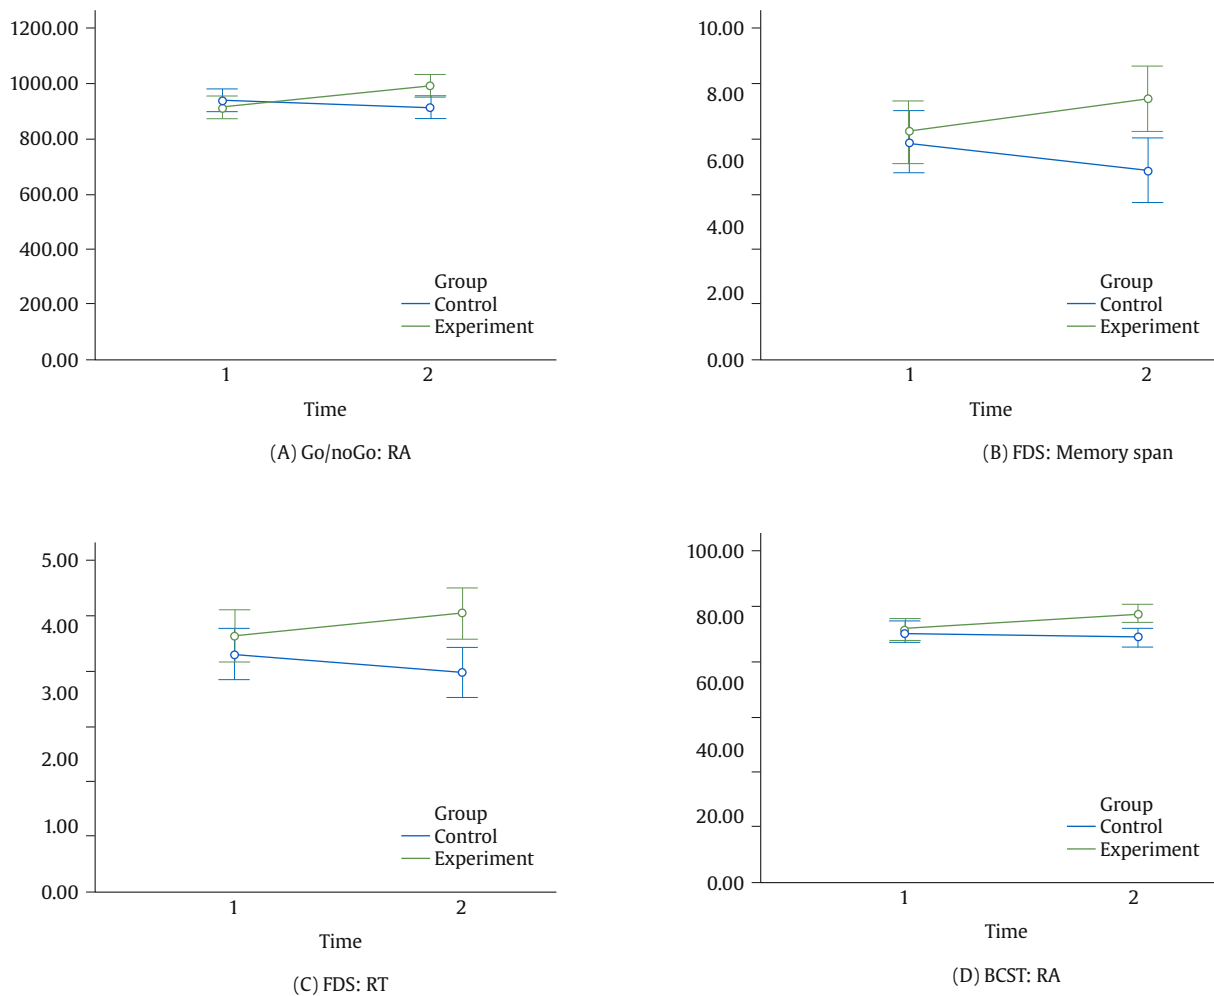 1200.00
1000.00
800.00
600.00
400.00
200.00
0.00
Group
Control
Experiment
1 2
Time
(A) Go/noGo: RA
10.00
8.00
6.00
4.00
2.00
0.00
Group
Control
Experiment
1 2
Time
(B) FDS: Memory span
5.00
4.00
3.00
2.00
1.00
0.00
Group
Control
Experiment
1 2
Time
(C) FDS: RT
100.00
80.00
60.00
40.00
20.00
0.00
Group
Control
Experiment
1 2
Time
(D) BCST: RA